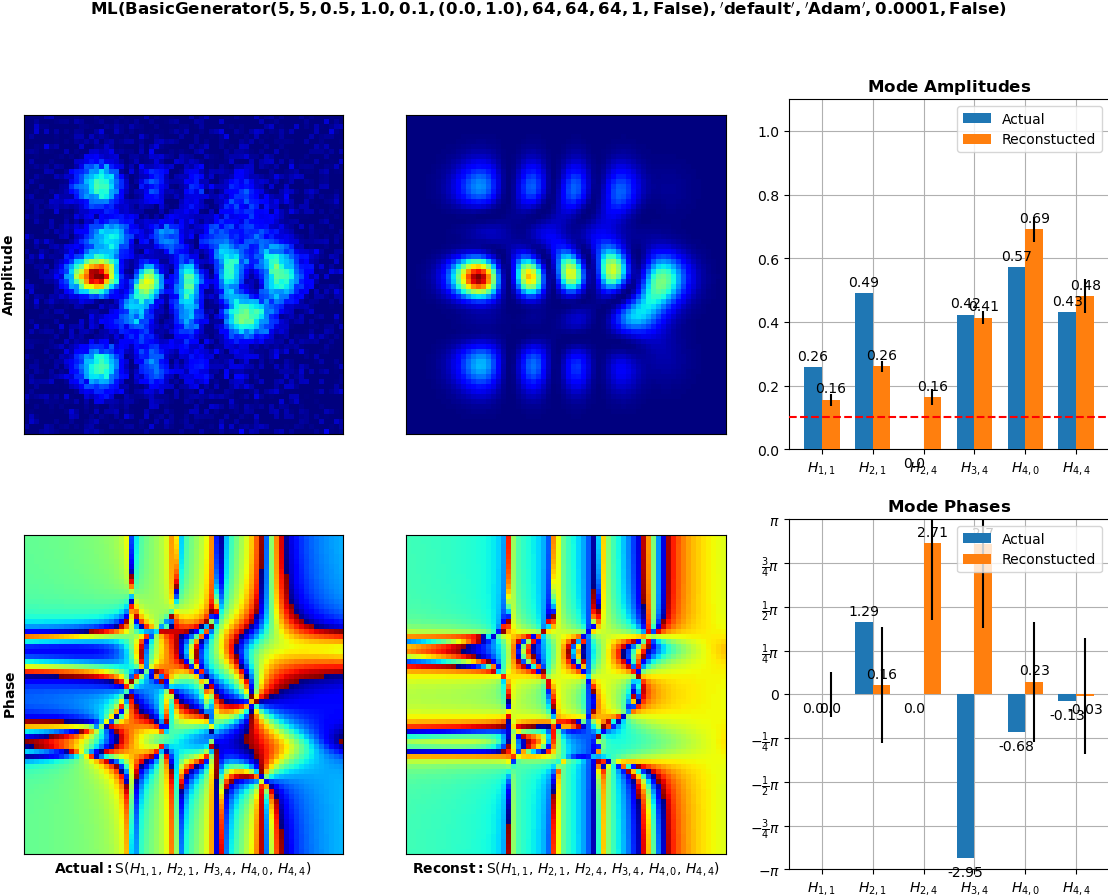 ML(BasicGenerator(5, 5, 0.5, 1.0, 0.1, (0.0, 1.0), 64, 64, 64, 1, False), 'default', 'Adam', 0.0001, False)
Amplitude
Mode Amplitudes
Actual
Reconstucted
1.0
0.8
0.6
0.4
0.2
0.0
0.26
0.16
0.49
0.26
0.0
0.16
0.42
0.41
0.57
0.69
0.43
0.48
H1,1
H2,1
H2,4
H3,4
H4,0
H4,4
Phase
Actual: S(H1,1, H2,1, H3,4, H4,0, H4,4)
Reconst: S(H1,1, H2,1, H2,4, H3,4, H4,0, H4,4)
Mode Phases
Actual
Reconstucted
π
3/4π
1/2π
1/4π
0
−1/4π
−1/2π
−3/4π
−π
0.0
0.0
1.29
0.16
0.0
2.71
-2.95
-0.68
0.23
-0.13
-0.03
H1,1
H2,1
H2,4
H3,4
H4,0
H4,4